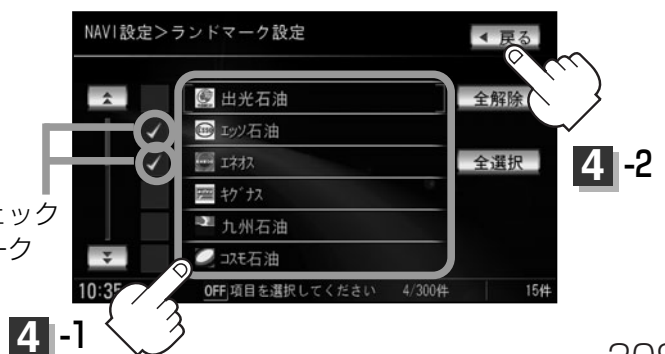 NAVI設定>ランドマーク設定
◀ 戻る
出光石油
全解除
ESSO エッソ石油
エネオス
全選択
4-2
キグナス
九州石油
コスモ石油
10:35
OFF 項目を選択してください 4/300件 15件
4-1